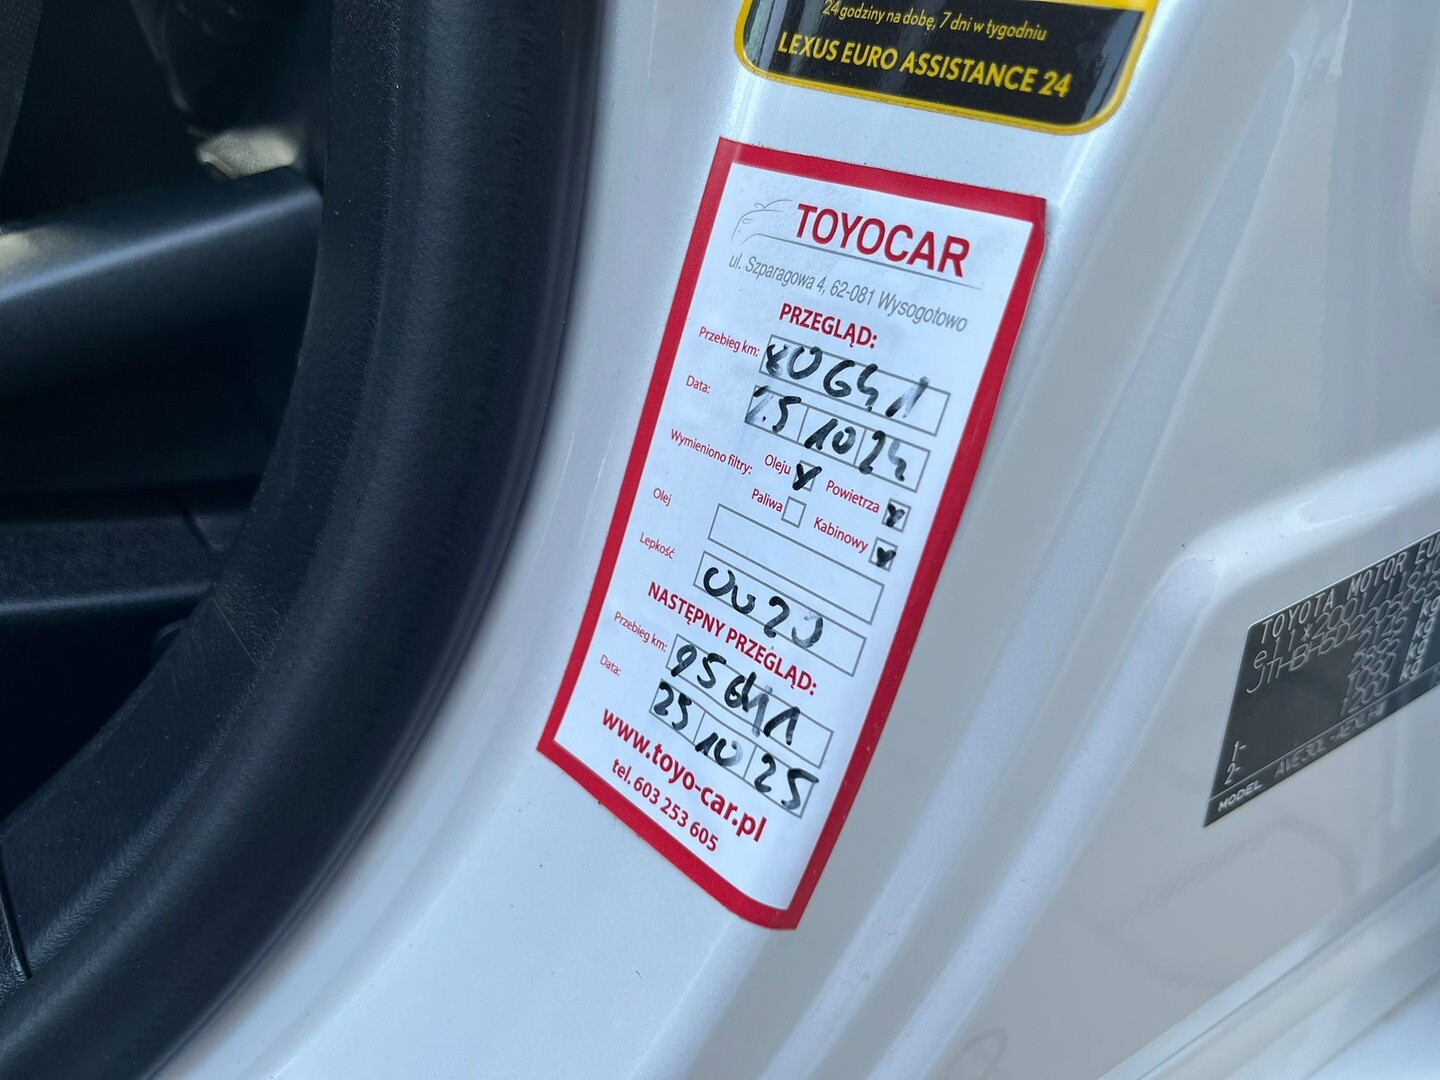 24 godziny na dobę, 7 dni w tygodniu
LEXUS EURO ASSISTANCE 24
TOYOCAR
ul. Szparagowa 4, 62-081 Wysogotowo
PRZEGLĄD:
Przebieg km: 80641
Data: 25 10 24
Wymieniono filtry: Oleju Powietrza
Paliwa Kabinowy
Olej
Lepkość 0W20
NASTĘPNY PRZEGLĄD:
Przebieg km: 95641
Data: 25 10 25
www.toyo-car.pl
tel. 603 253 605
TOYOTA MOTOR
1-
2-
MODEL